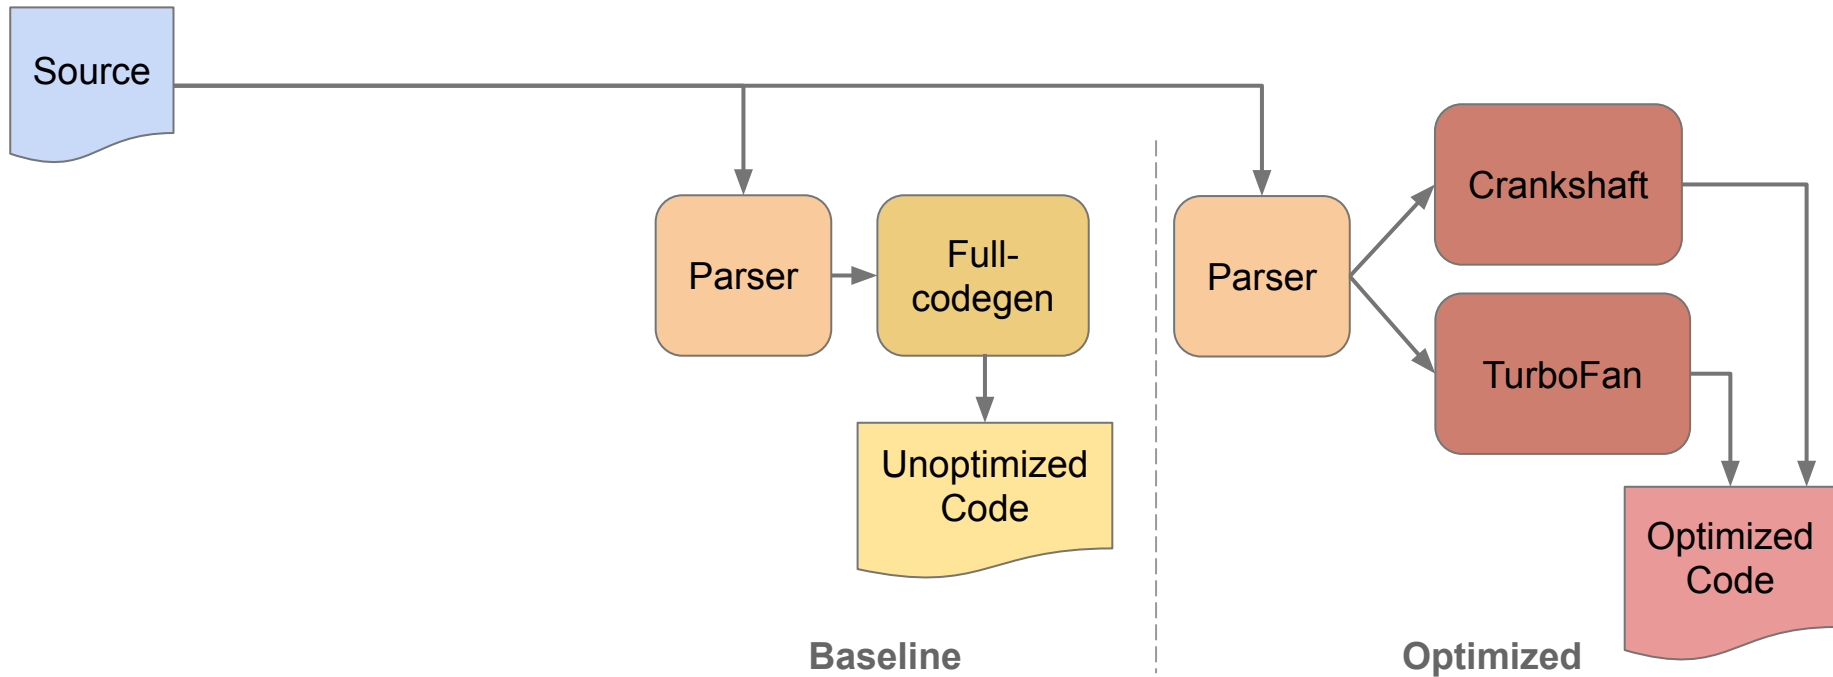 Source
Parser
Full-
codegen
Unoptimized
Code
Baseline
Parser
Crankshaft
TurboFan
Optimized
Code
Optimized